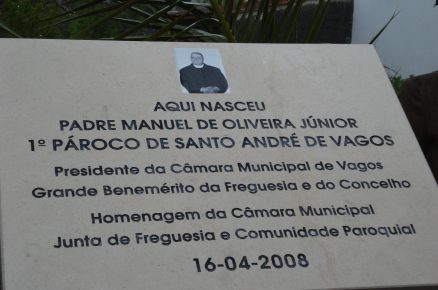 AQUI NASCEU
PADRE MANUEL DE OLIVEIRA JÚNIOR
1º PÁROCO DE SANTO ANDRÉ DE VAGOS
Presidente da Câmara Municipal de Vagos
Grande Benemérito da Freguesia e do Concelho
Homenagem da Câmara Municipal
Junta de Freguesia e Comunidade Paroquial
16-04-2008